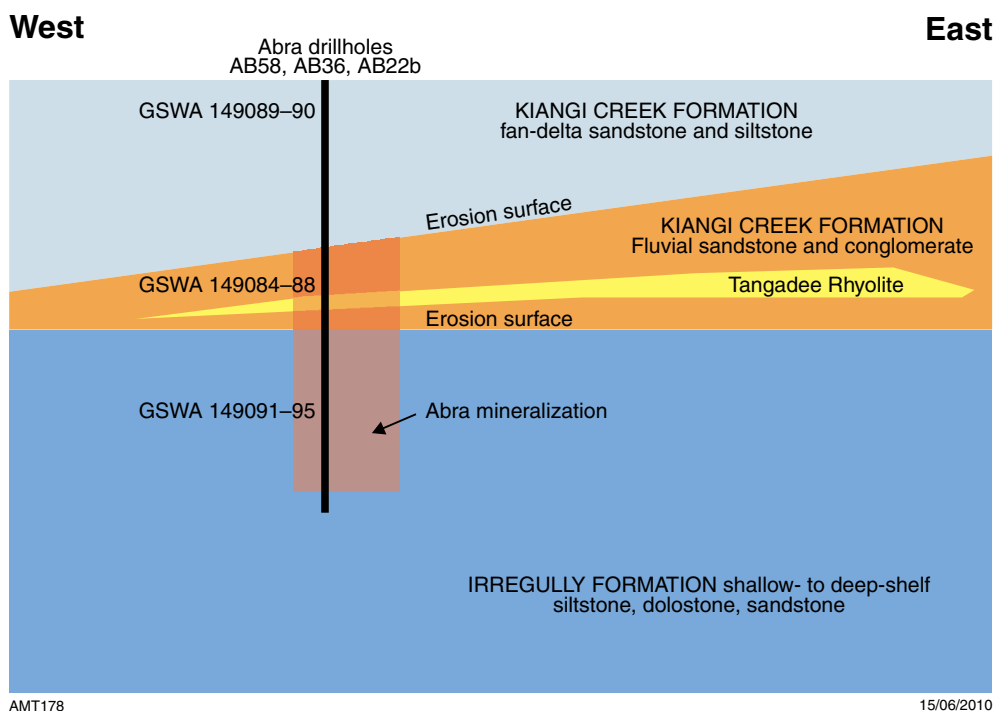 West
East
Abra drillholes
AB58, AB36, AB22b
GSWA 149089–90
KIANGI CREEK FORMATION
fan-delta sandstone and siltstone
Erosion surface
KIANGI CREEK FORMATION
Fluvial sandstone and conglomerate
GSWA 149084–88
Tangadee Rhyolite
Erosion surface
GSWA 149091–95
Abra mineralization
IRREGULLY FORMATION shallow- to deep-shelf
siltstone, dolostone, sandstone
AMT178
15/06/2010